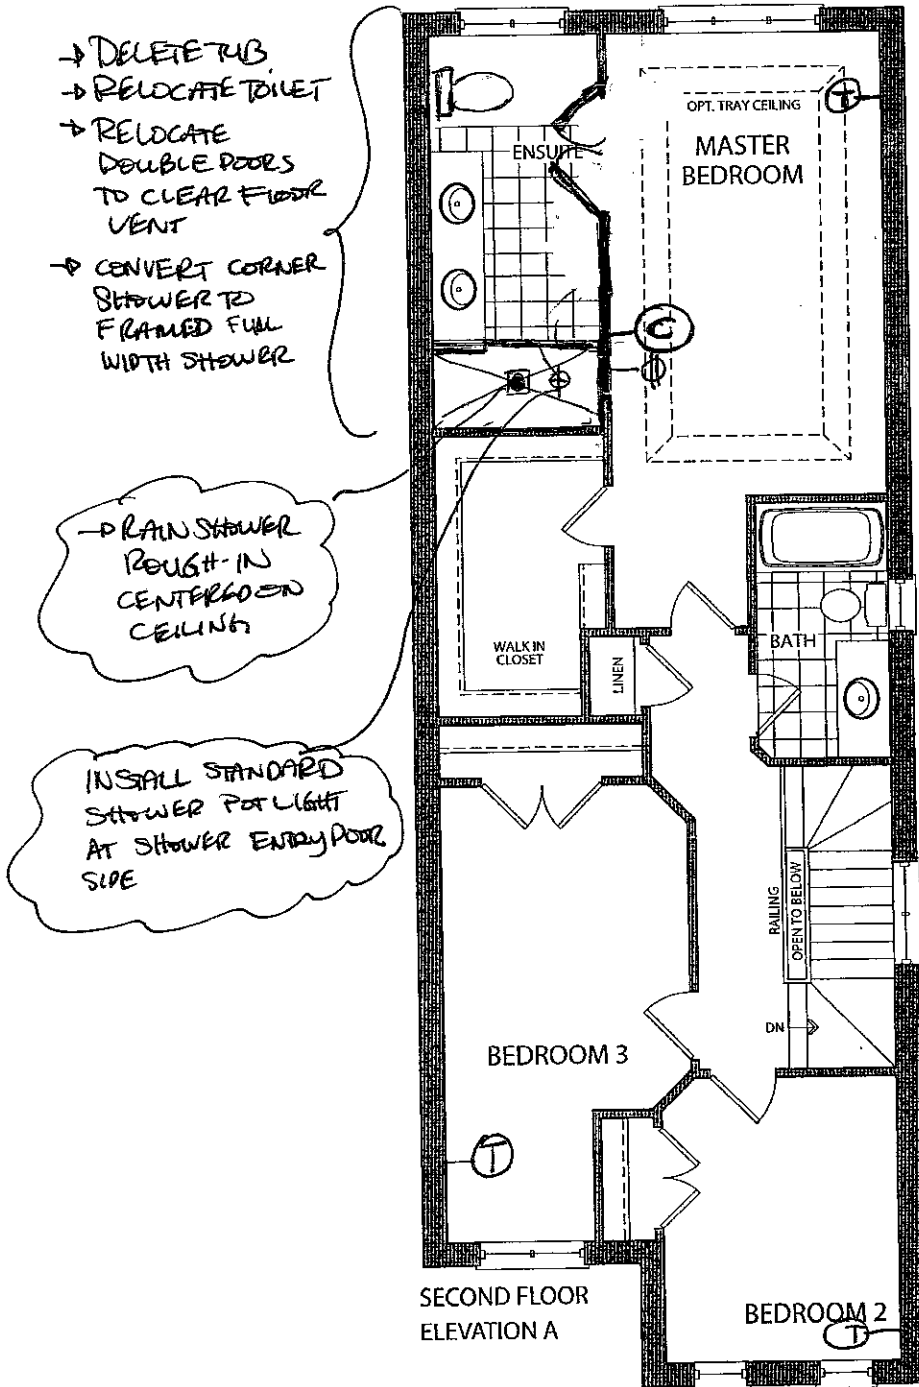 → DELETE TUB
→ RELOCATE TOILET
→ RELOCATE
DOUBLE DOORS
TO CLEAR FLOOR
VENT
→ CONVERT CORNER
SHOWER TO
FRAMED FULL
WIDTH SHOWER
→ RAIN SHOWER
ROUGH-IN
CENTERED ON
CEILING
INSTALL STANDARD
SHOWER POT LIGHT
AT SHOWER ENTRY DOOR
SIDE
ENSUITE
OPT. TRAY CEILING
T
MASTER
BEDROOM
C
WALK IN
CLOSET
LINEN
BATH
RAILING
OPEN TO BELOW
DN
BEDROOM 3
T
BEDROOM 2
T
SECOND FLOOR
ELEVATION A